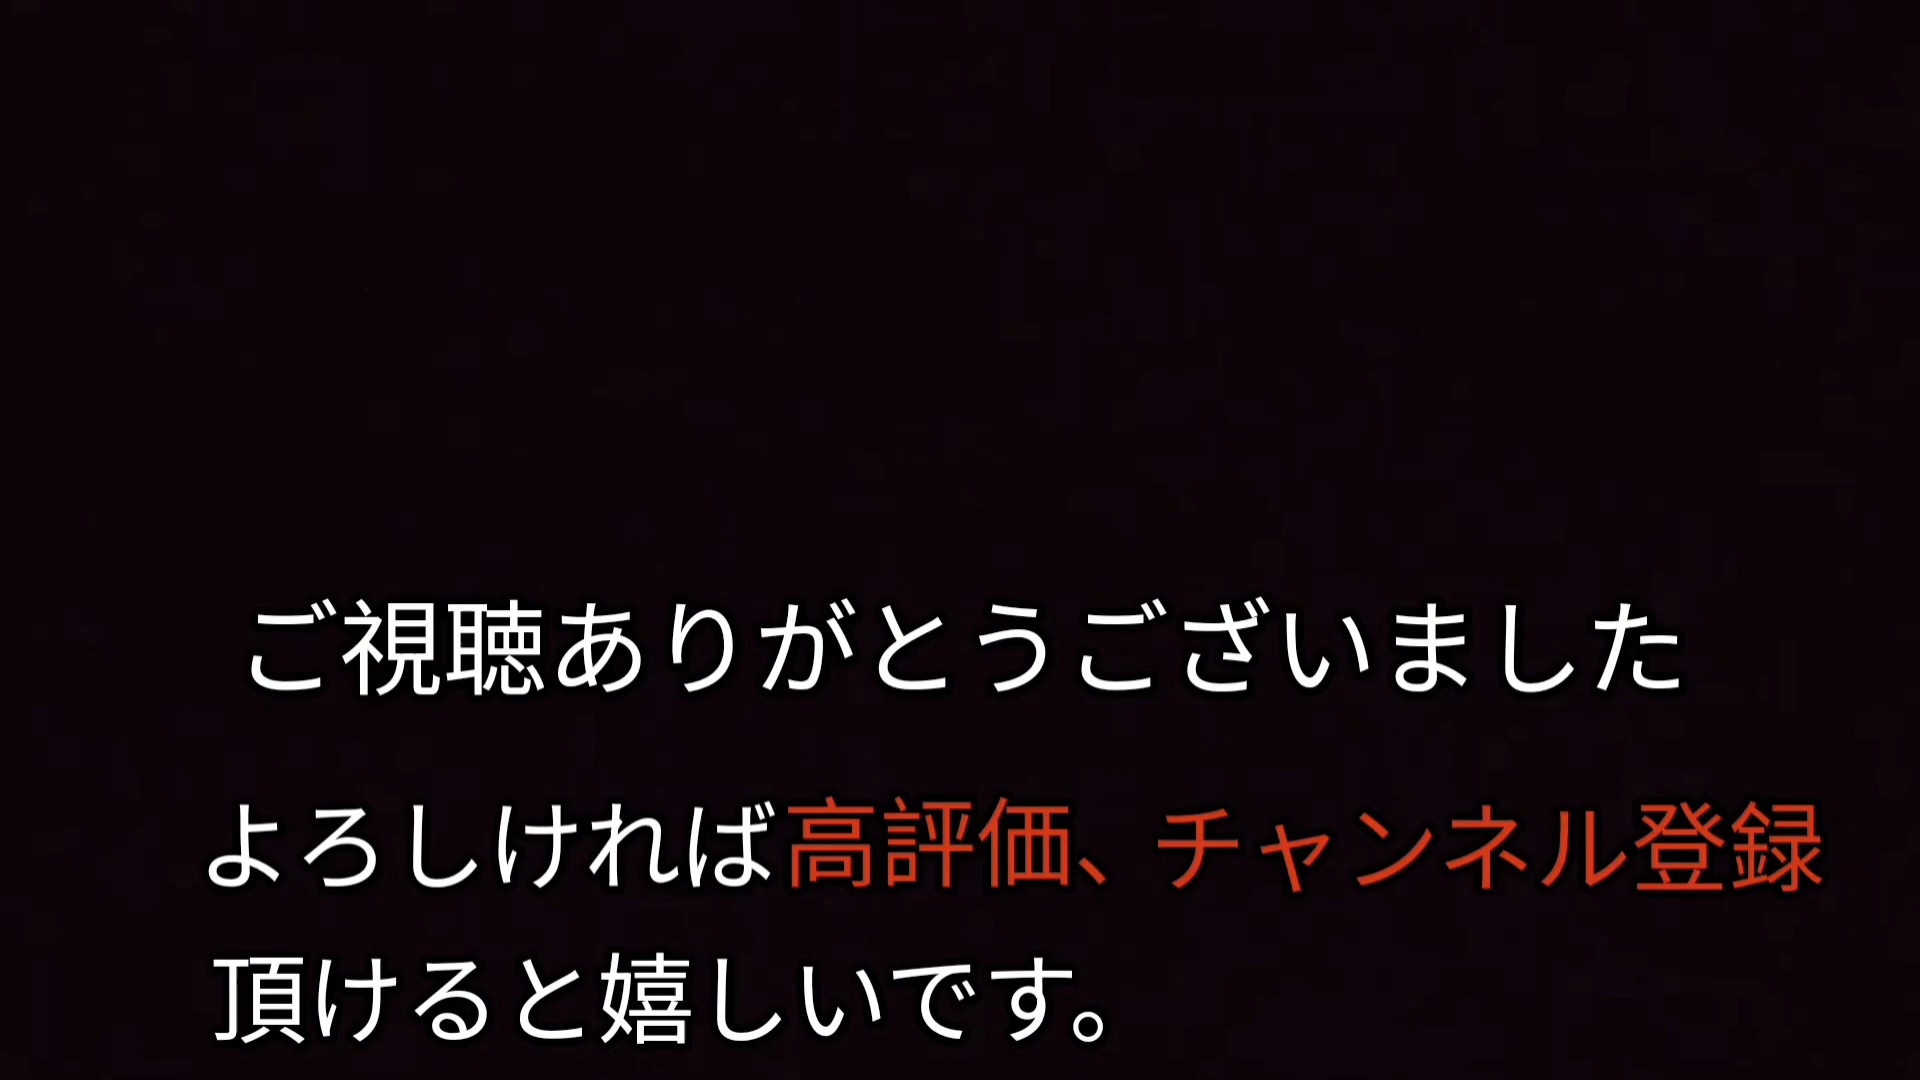 ご視聴ありがとうございました
よろしければ高評価、チャンネル登録
頂けると嬉しいです。